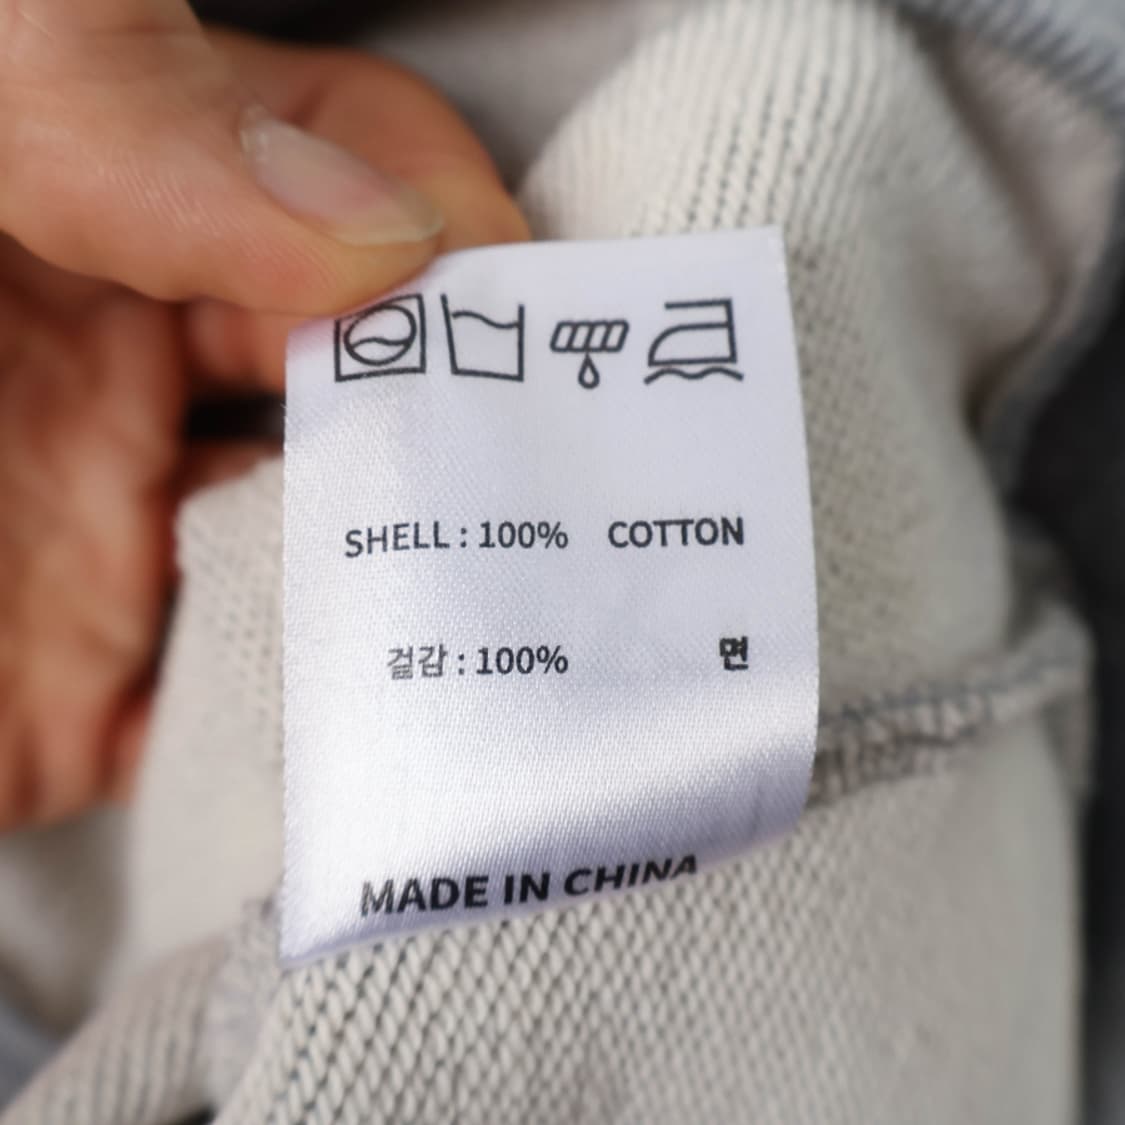 SHELL : 100% COTTON
겉감 : 100% 면
MADE IN CHINA